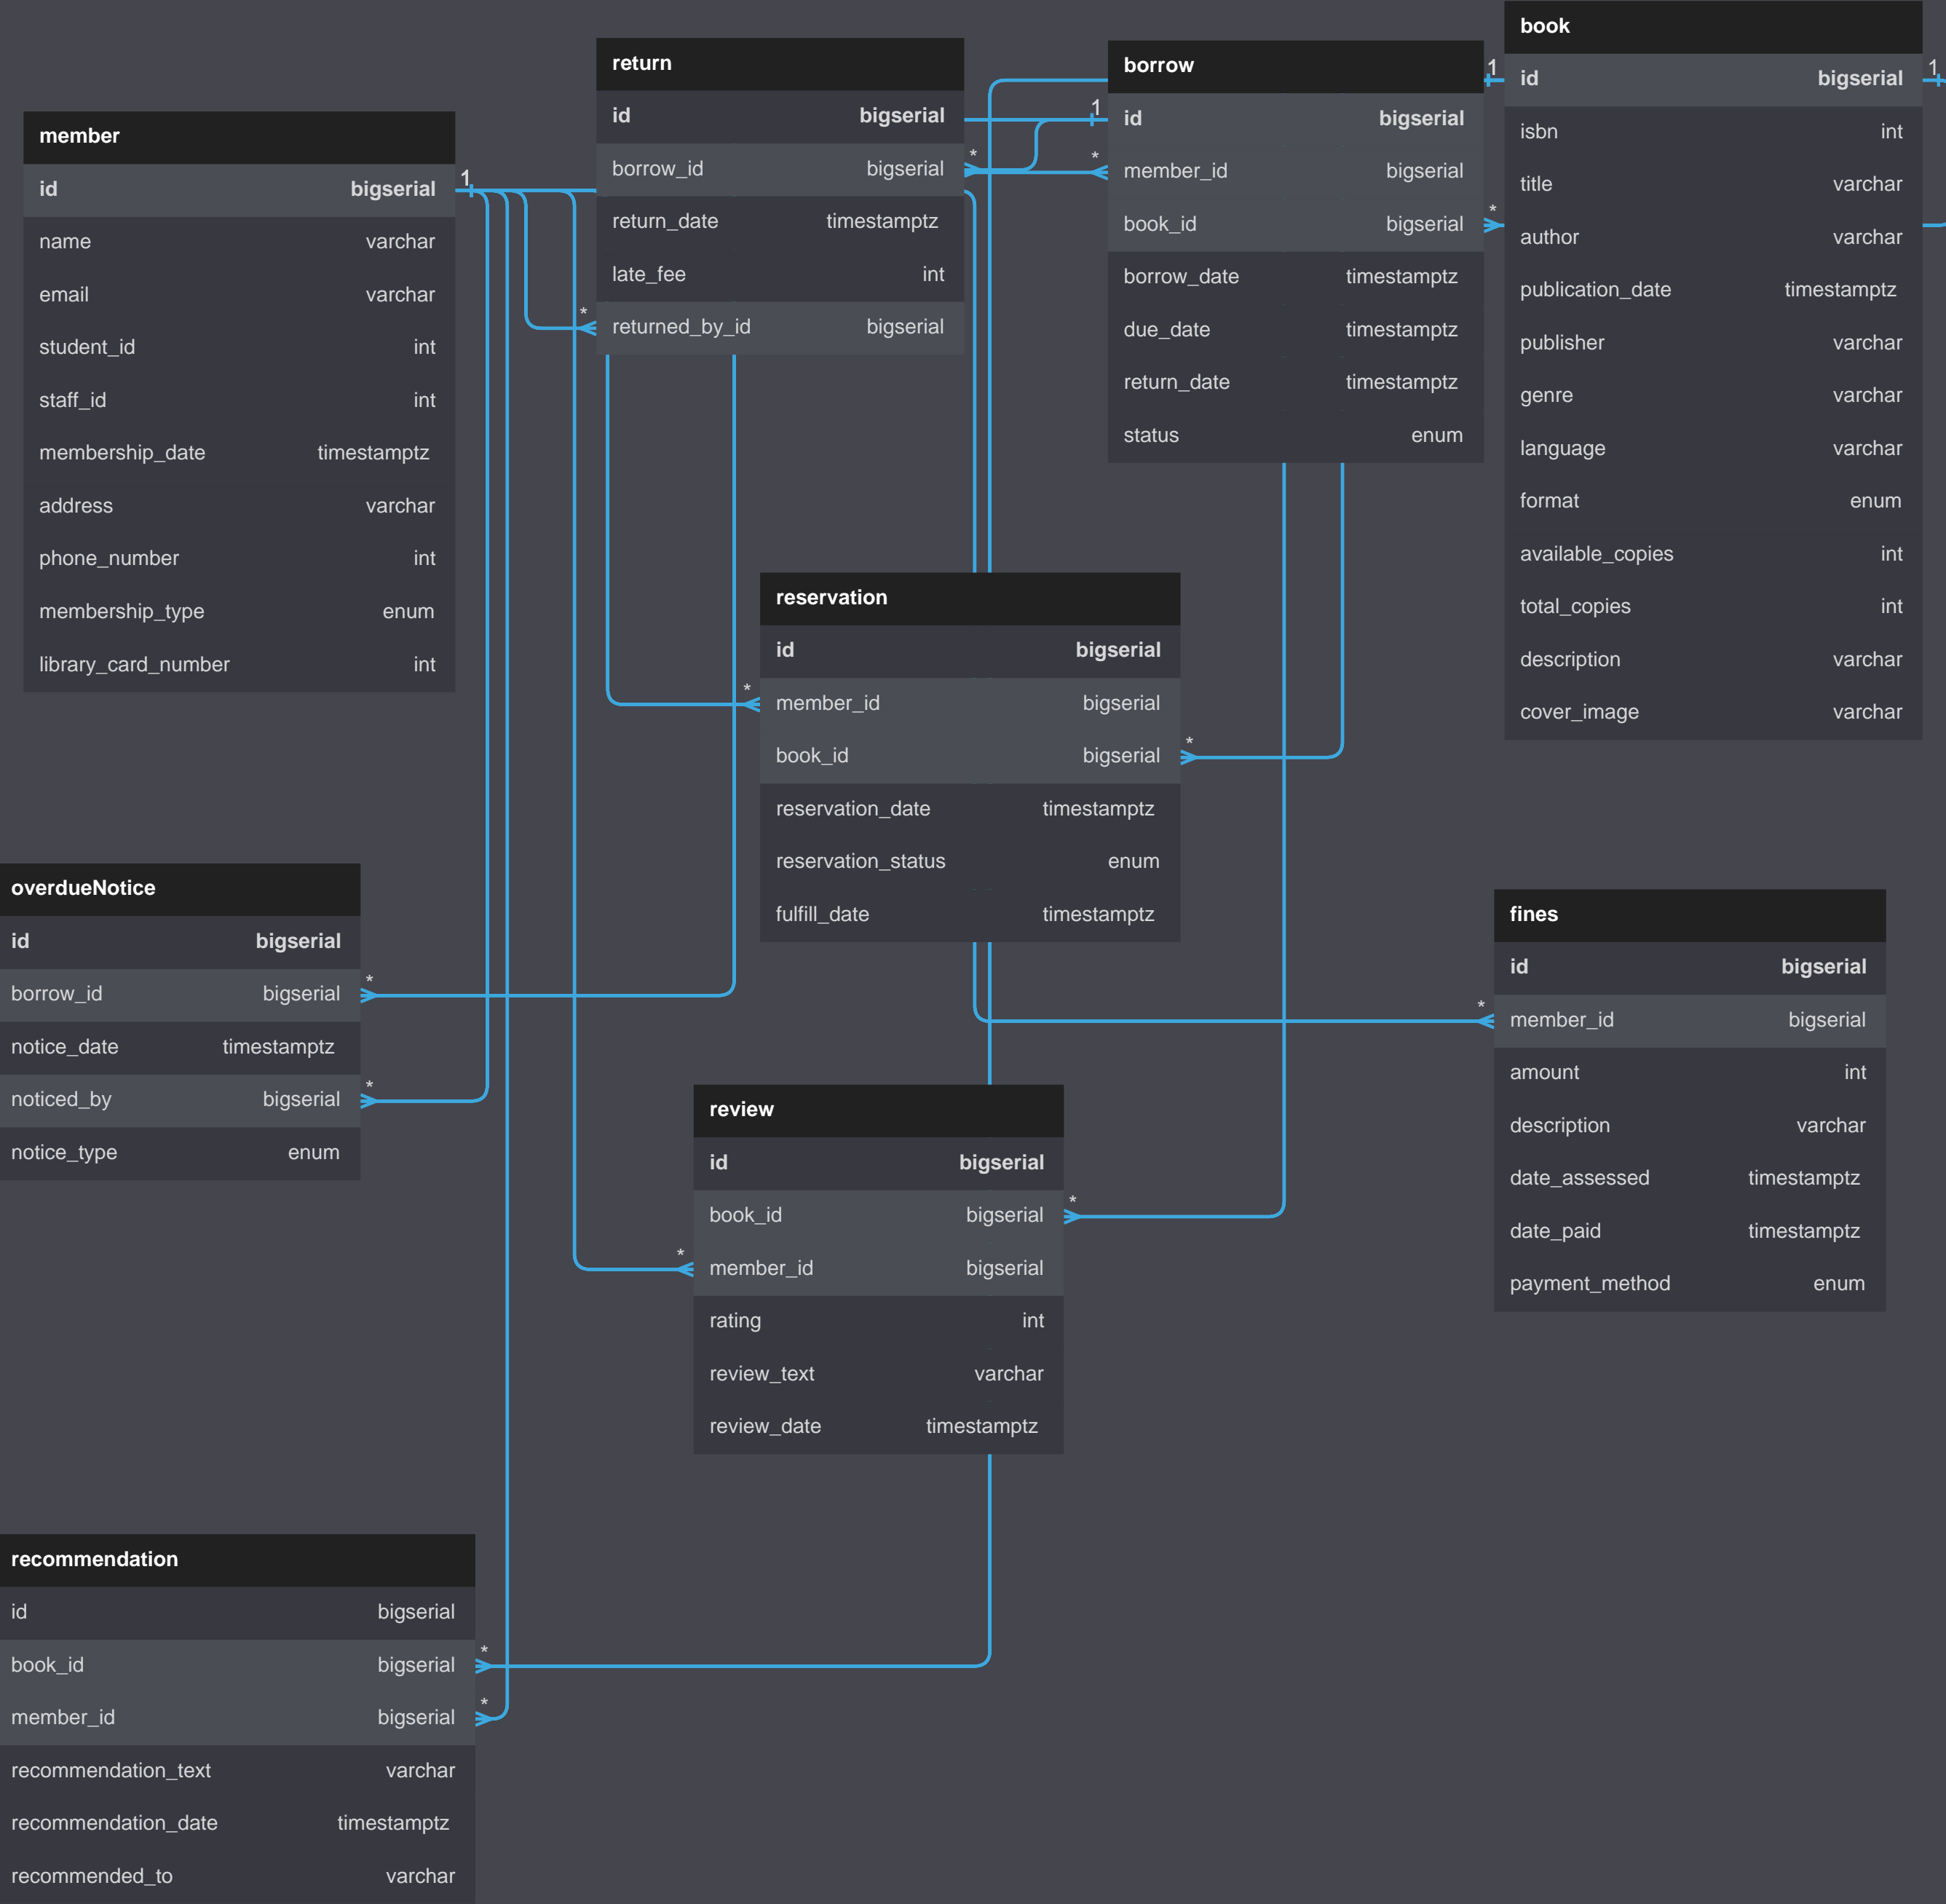 member
id bigserial
name varchar
email varchar
student_id int
staff_id int
membership_date timestamptz
address varchar
phone_number int
membership_type enum
library_card_number int
1
return
id bigserial
borrow_id bigserial
return_date timestamptz
late_fee int
returned_by_id bigserial
*
*
borrow
id bigserial
member_id bigserial
book_id bigserial
borrow_date timestamptz
due_date timestamptz
return_date timestamptz
status enum
1
*
*
book
id bigserial
isbn int
title varchar
author varchar
publication_date timestamptz
publisher varchar
genre varchar
language varchar
format enum
available_copies int
total_copies int
description varchar
cover_image varchar
1
1
reservation
id bigserial
member_id bigserial
book_id bigserial
reservation_date timestamptz
reservation_status enum
fulfill_date timestamptz
*
*
overdueNotice
id bigserial
borrow_id bigserial
notice_date timestamptz
noticed_by bigserial
notice_type enum
*
*
fines
id bigserial
member_id bigserial
amount int
description varchar
date_assessed timestamptz
date_paid timestamptz
payment_method enum
*
review
id bigserial
book_id bigserial
member_id bigserial
rating int
review_text varchar
review_date timestamptz
*
*
recommendation
id bigserial
book_id bigserial
member_id bigserial
recommendation_text varchar
recommendation_date timestamptz
recommended_to varchar
*
*